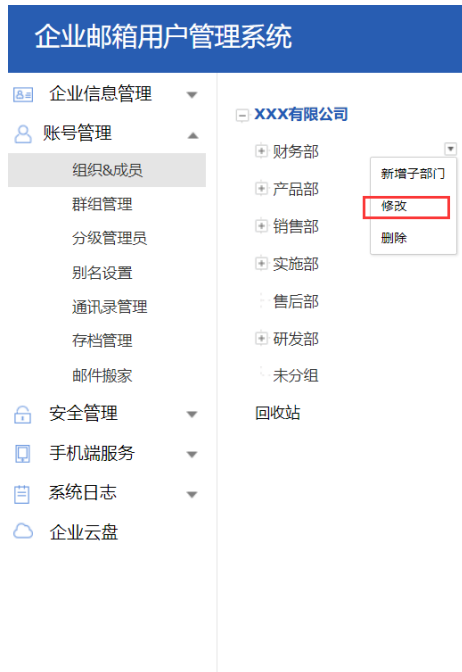 企业邮箱用户管理系统
企业信息管理
账号管理
组织&成员
群组管理
分级管理员
别名设置
通讯录管理
存档管理
邮件搬家
安全管理
手机端服务
系统日志
企业云盘
XXX有限公司
财务部
产品部
销售部
实施部
售后部
研发部
未分组
回收站
新增子部门
修改
删除